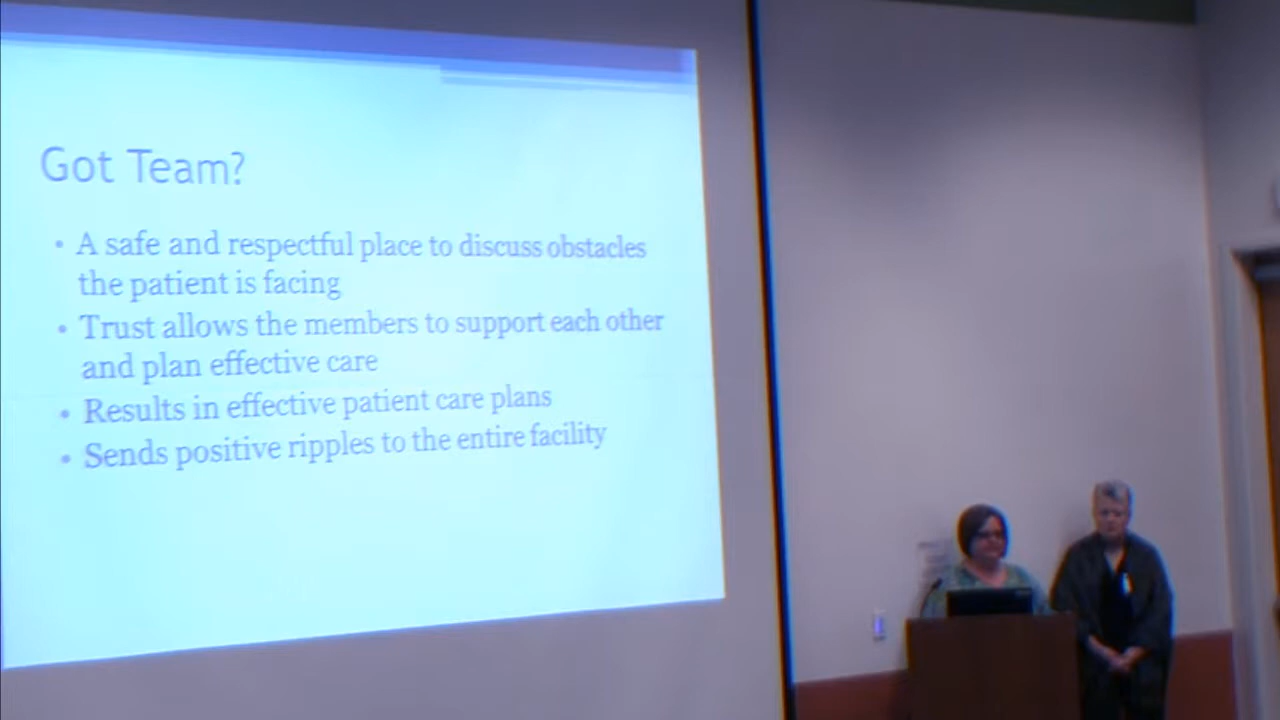 Got Team?
• A safe and respectful place to discuss obstacles
the patient is facing
• Trust allows the members to support each other
and plan effective care
• Results in effective patient care plans
• Sends positive ripples to the entire facility